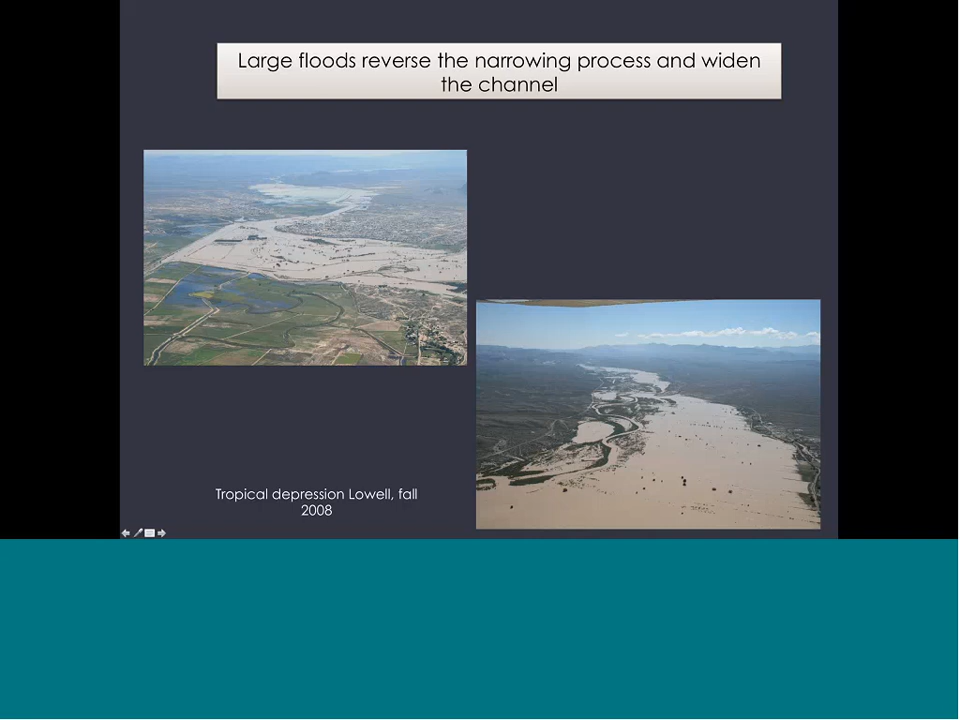 Large floods reverse the narrowing process and widen
the channel
Tropical depression Lowell, fall
2008